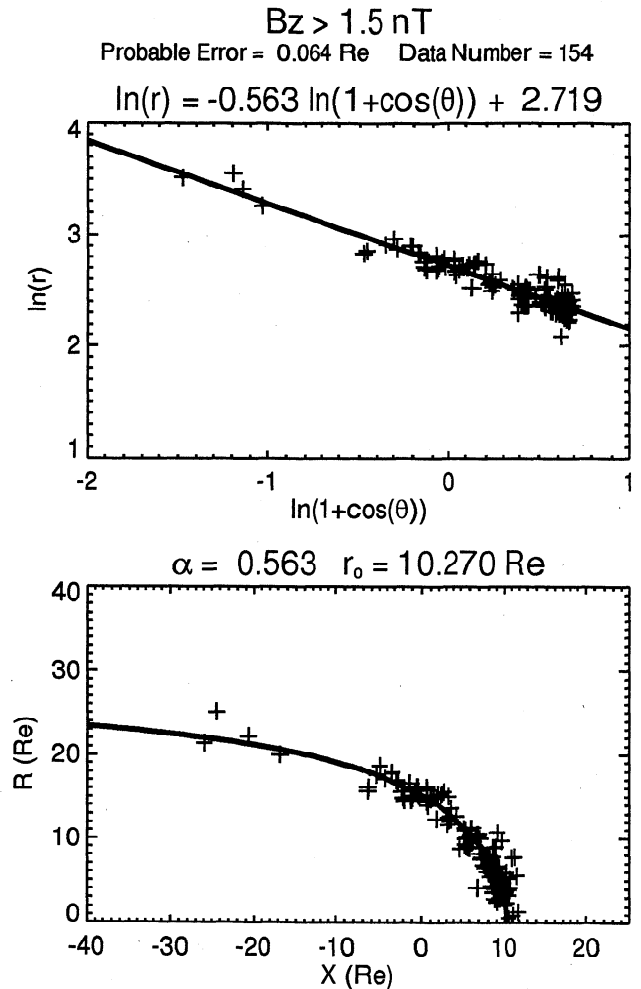 Bz > 1.5 nT
Probable Error = 0.064 Re Data Number = 154
ln(r) = -0.563 ln(1+cos(θ)) + 2.719
4
3
2
1
ln(r)
-2 -1 0 1
ln(1+cos(θ))
α = 0.563 r₀ = 10.270 Re
40
30
20
10
0
R (Re)
-40 -30 -20 -10 0 10 20
X (Re)